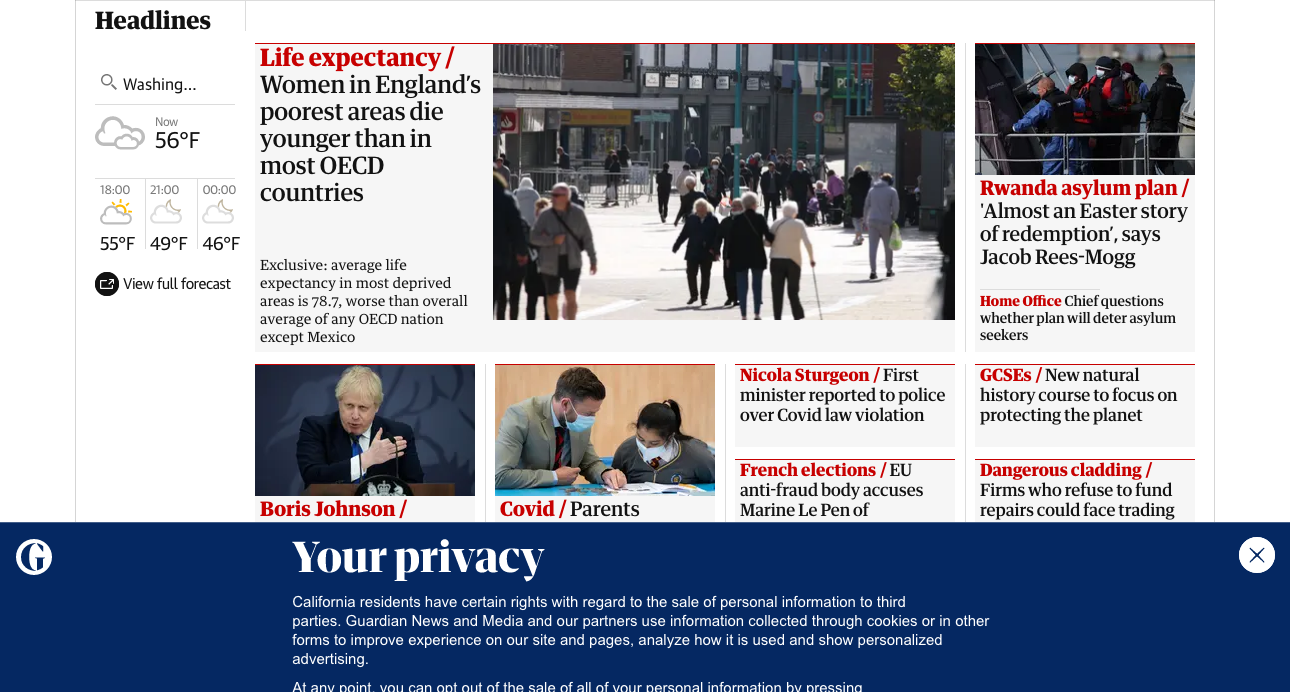 Headlines
Washing...
Now
56°F
18:00 21:00 00:00
55°F 49°F 46°F
View full forecast
Life expectancy /
Women in England's
poorest areas die
younger than in
most OECD
countries
Exclusive: average life
expectancy in most deprived
areas is 78.7, worse than overall
average of any OECD nation
except Mexico
Rwanda asylum plan /
'Almost an Easter story
of redemption’, says
Jacob Rees-Mogg
Home Office Chief questions
whether plan will deter asylum
seekers
Boris Johnson /
Covid / Parents
Nicola Sturgeon / First
minister reported to police
over Covid law violation
French elections / EU
anti-fraud body accuses
Marine Le Pen of
GCSEs / New natural
history course to focus on
protecting the planet
Dangerous cladding /
Firms who refuse to fund
repairs could face trading
G
Your privacy
California residents have certain rights with regard to the sale of personal information to third
parties. Guardian News and Media and our partners use information collected through cookies or in other
forms to improve experience on our site and pages, analyze how it is used and show personalized
advertising.
At any point, you can opt out of the sale of all of your personal information by pressing